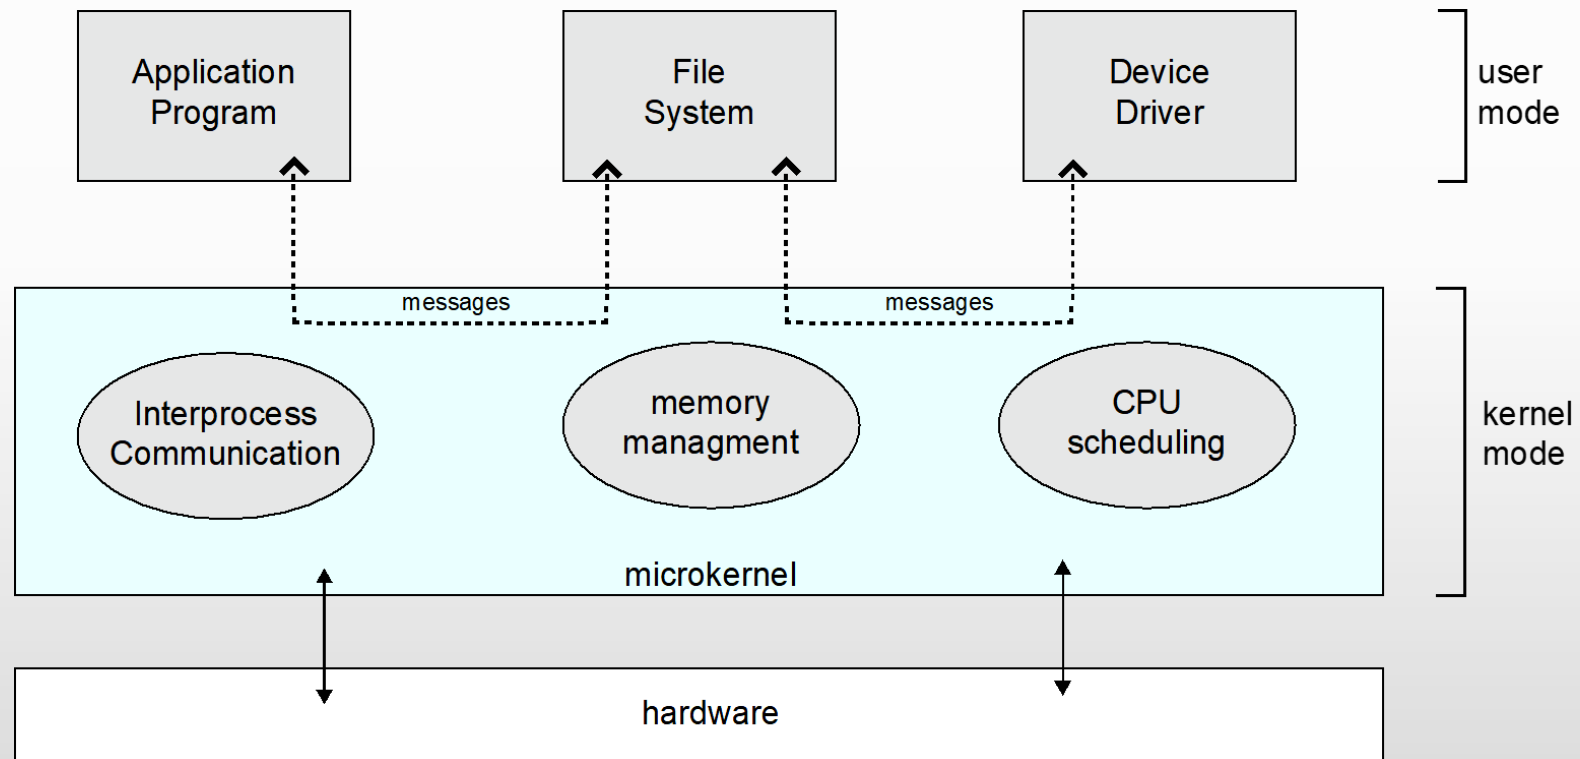 Application
Program
File
System
Device
Driver
user
mode
messages
messages
Interprocess
Communication
memory
managment
CPU
scheduling
kernel
mode
microkernel
hardware